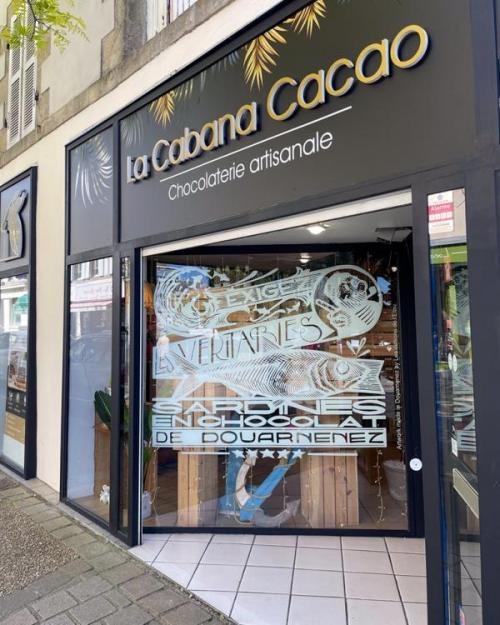 La Cabana Cacao
Chocolaterie artisanale
EXIGEZ
LES VÉRITABLES
SARDINES
EN CHOCOLAT
DE DOUARNENEZ